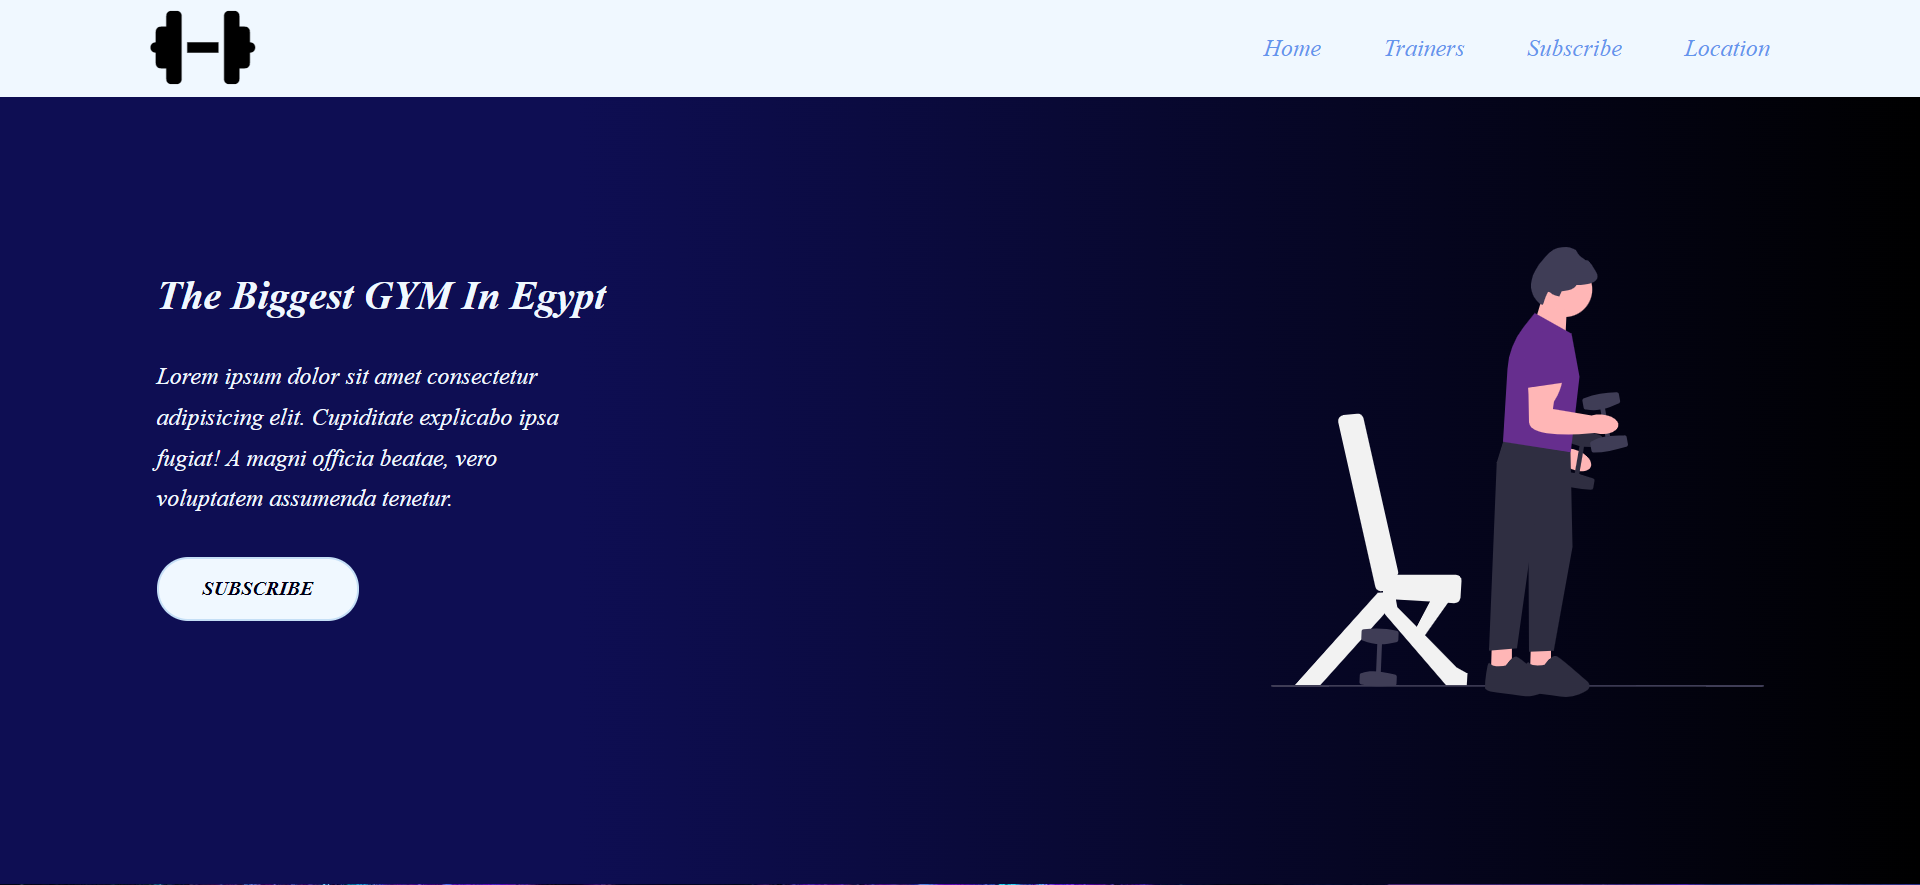 Home Trainers Subscribe Location
The Biggest GYM In Egypt
Lorem ipsum dolor sit amet consectetur
adipisicing elit. Cupiditate explicabo ipsa
fugiat! A magni officia beatae, vero
voluptatem assumenda tenetur.
SUBSCRIBE